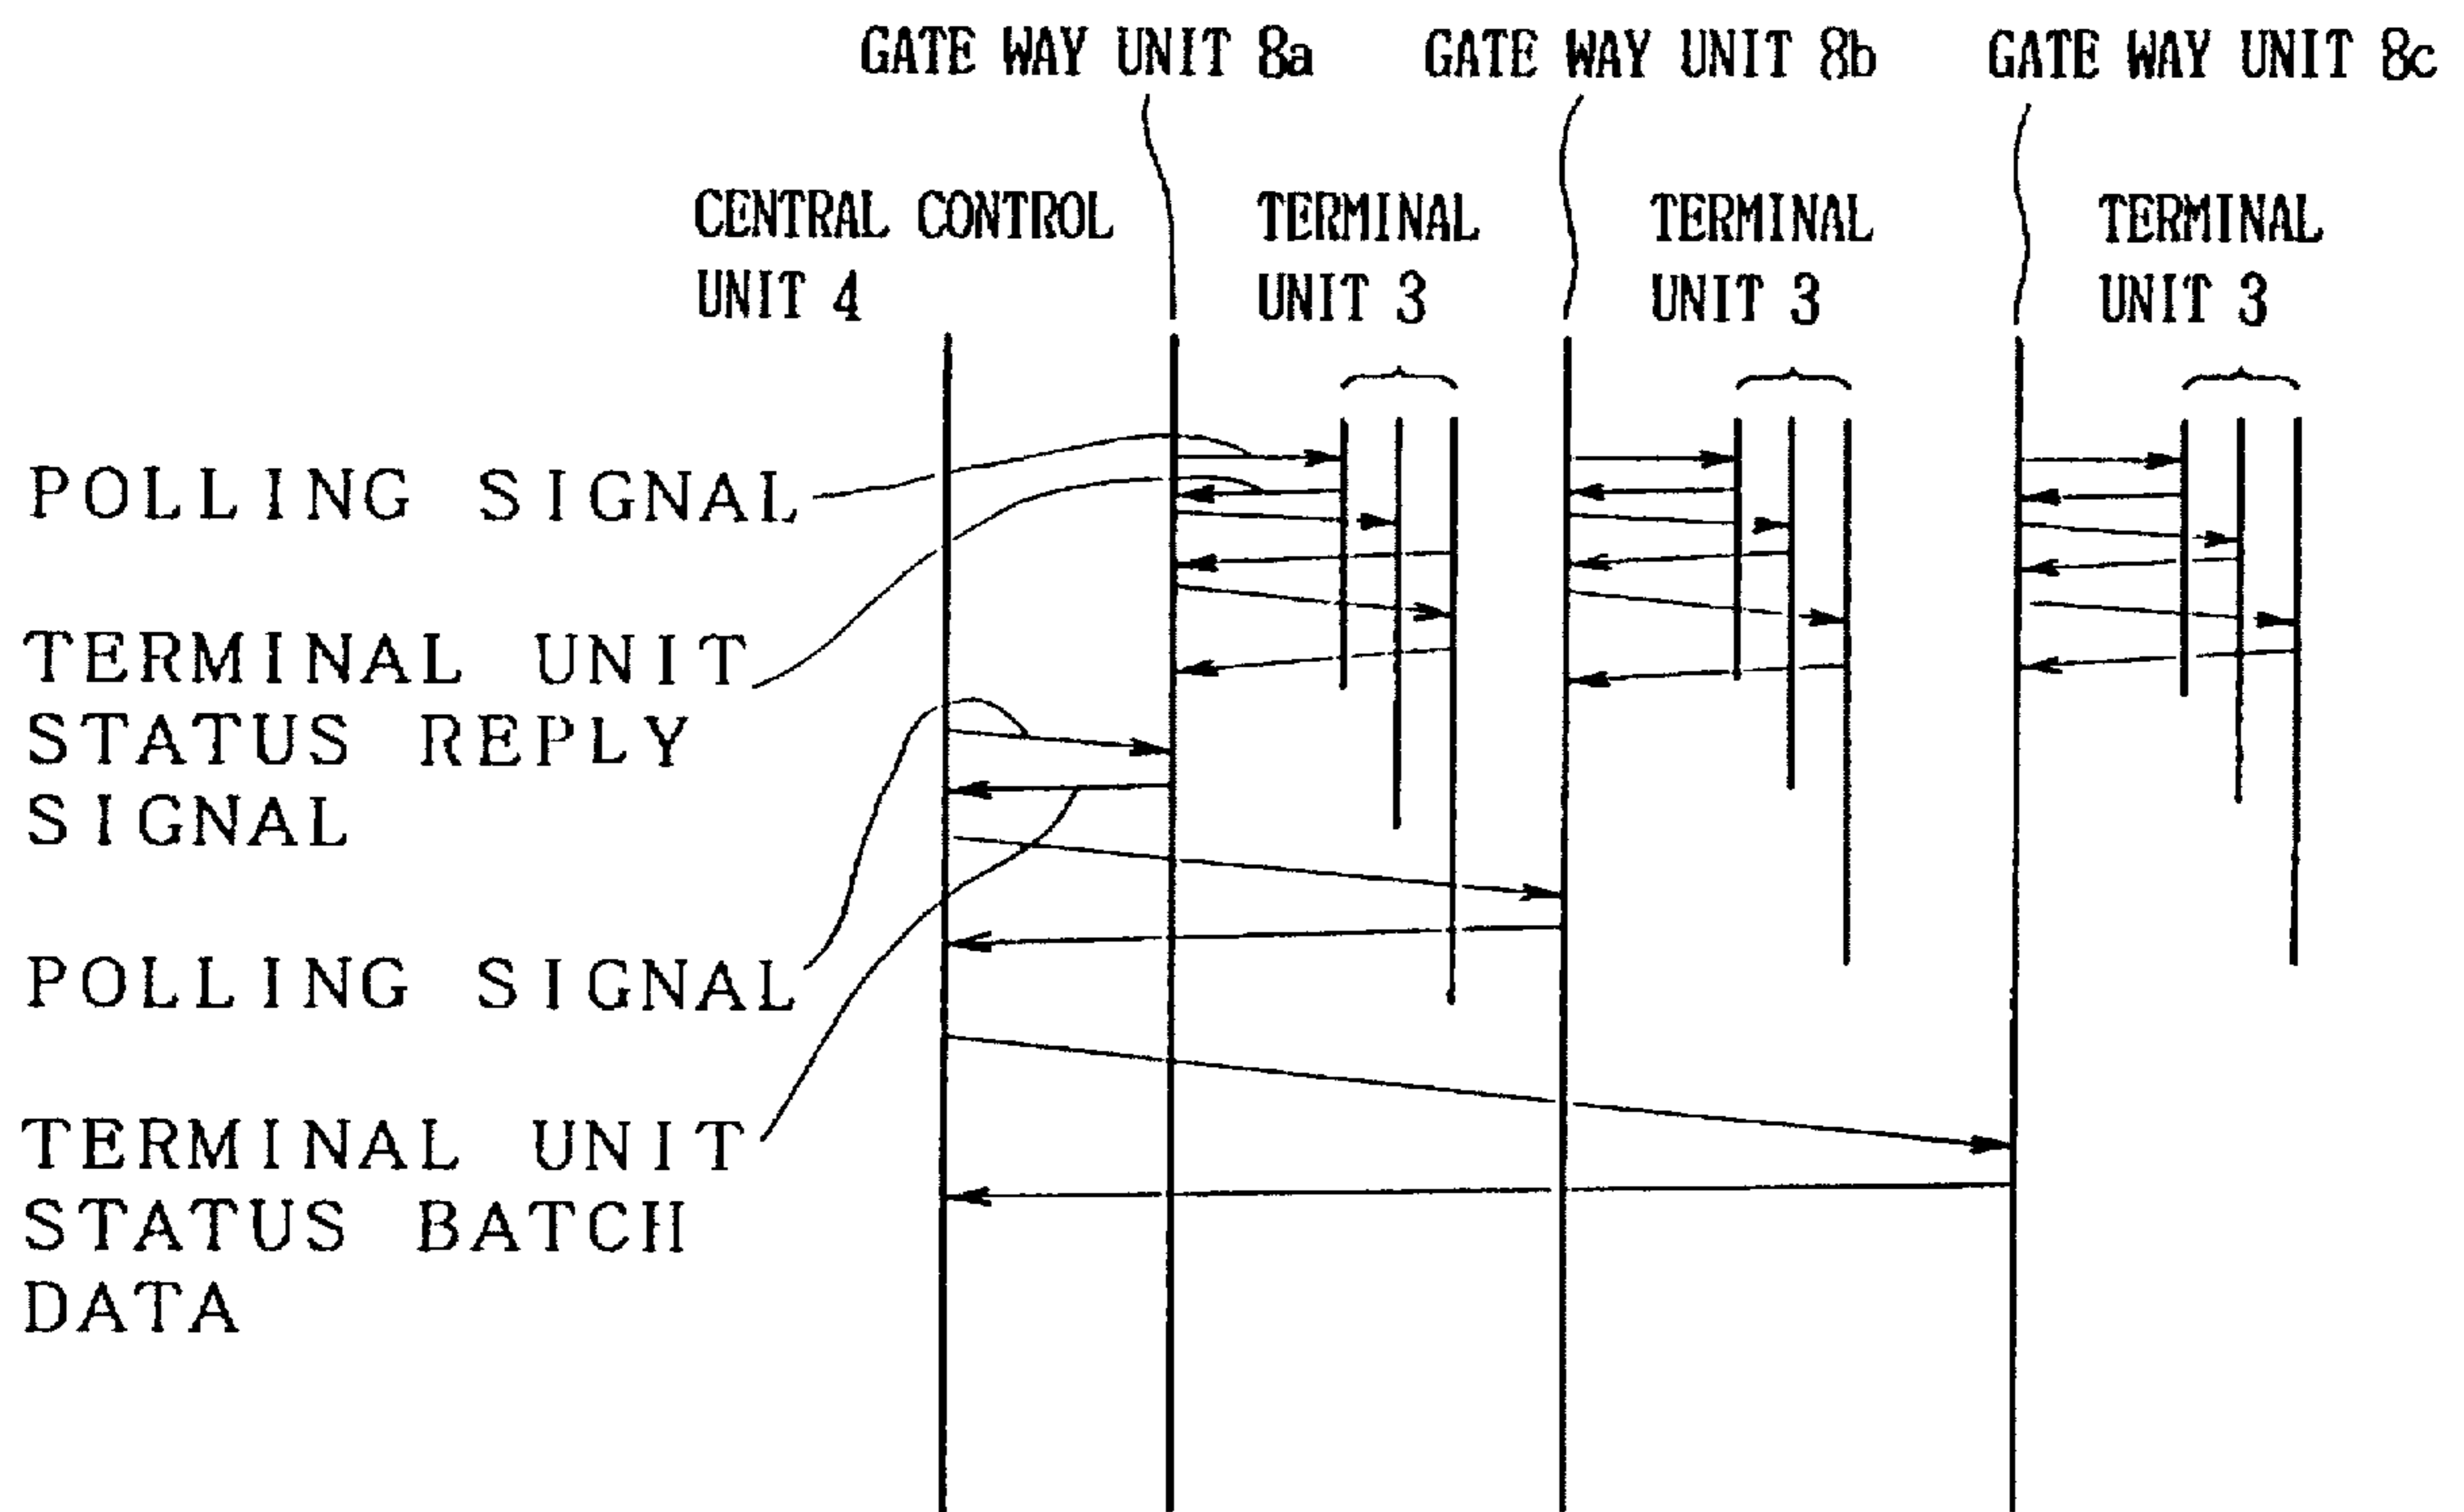 GATE WAY UNIT 8a
GATE WAY UNIT 8b
GATE WAY UNIT 8c
CENTRAL CONTROL
UNIT 4
TERMINAL
UNIT 3
TERMINAL
UNIT 3
TERMINAL
UNIT 3
POLLING SIGNAL
TERMINAL UNIT
STATUS REPLY
SIGNAL
POLLING SIGNAL
TERMINAL UNIT
STATUS BATCH
DATA